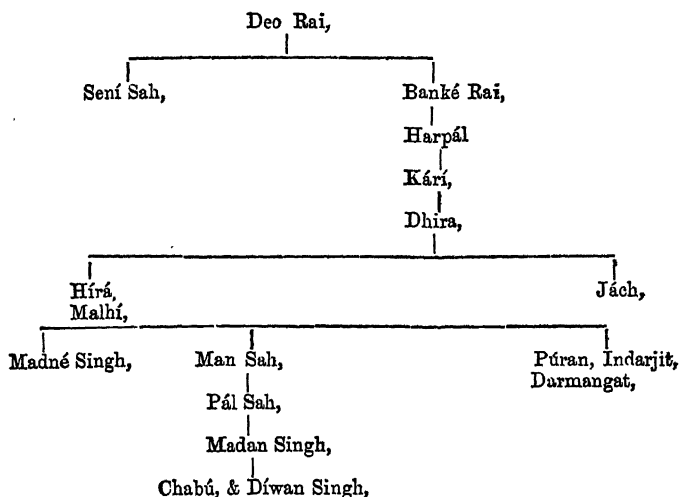 Deo Rai,
Sení Sah, Banké Rai,
Harpál
Kárí,
Dhira,
Hírá, Jách,
Malhí,
Madné Singh, Man Sah, Púran, Indarjit,
Darmangat,
Pál Sah,
Madan Singh,
Chabú, & Díwan Singh,